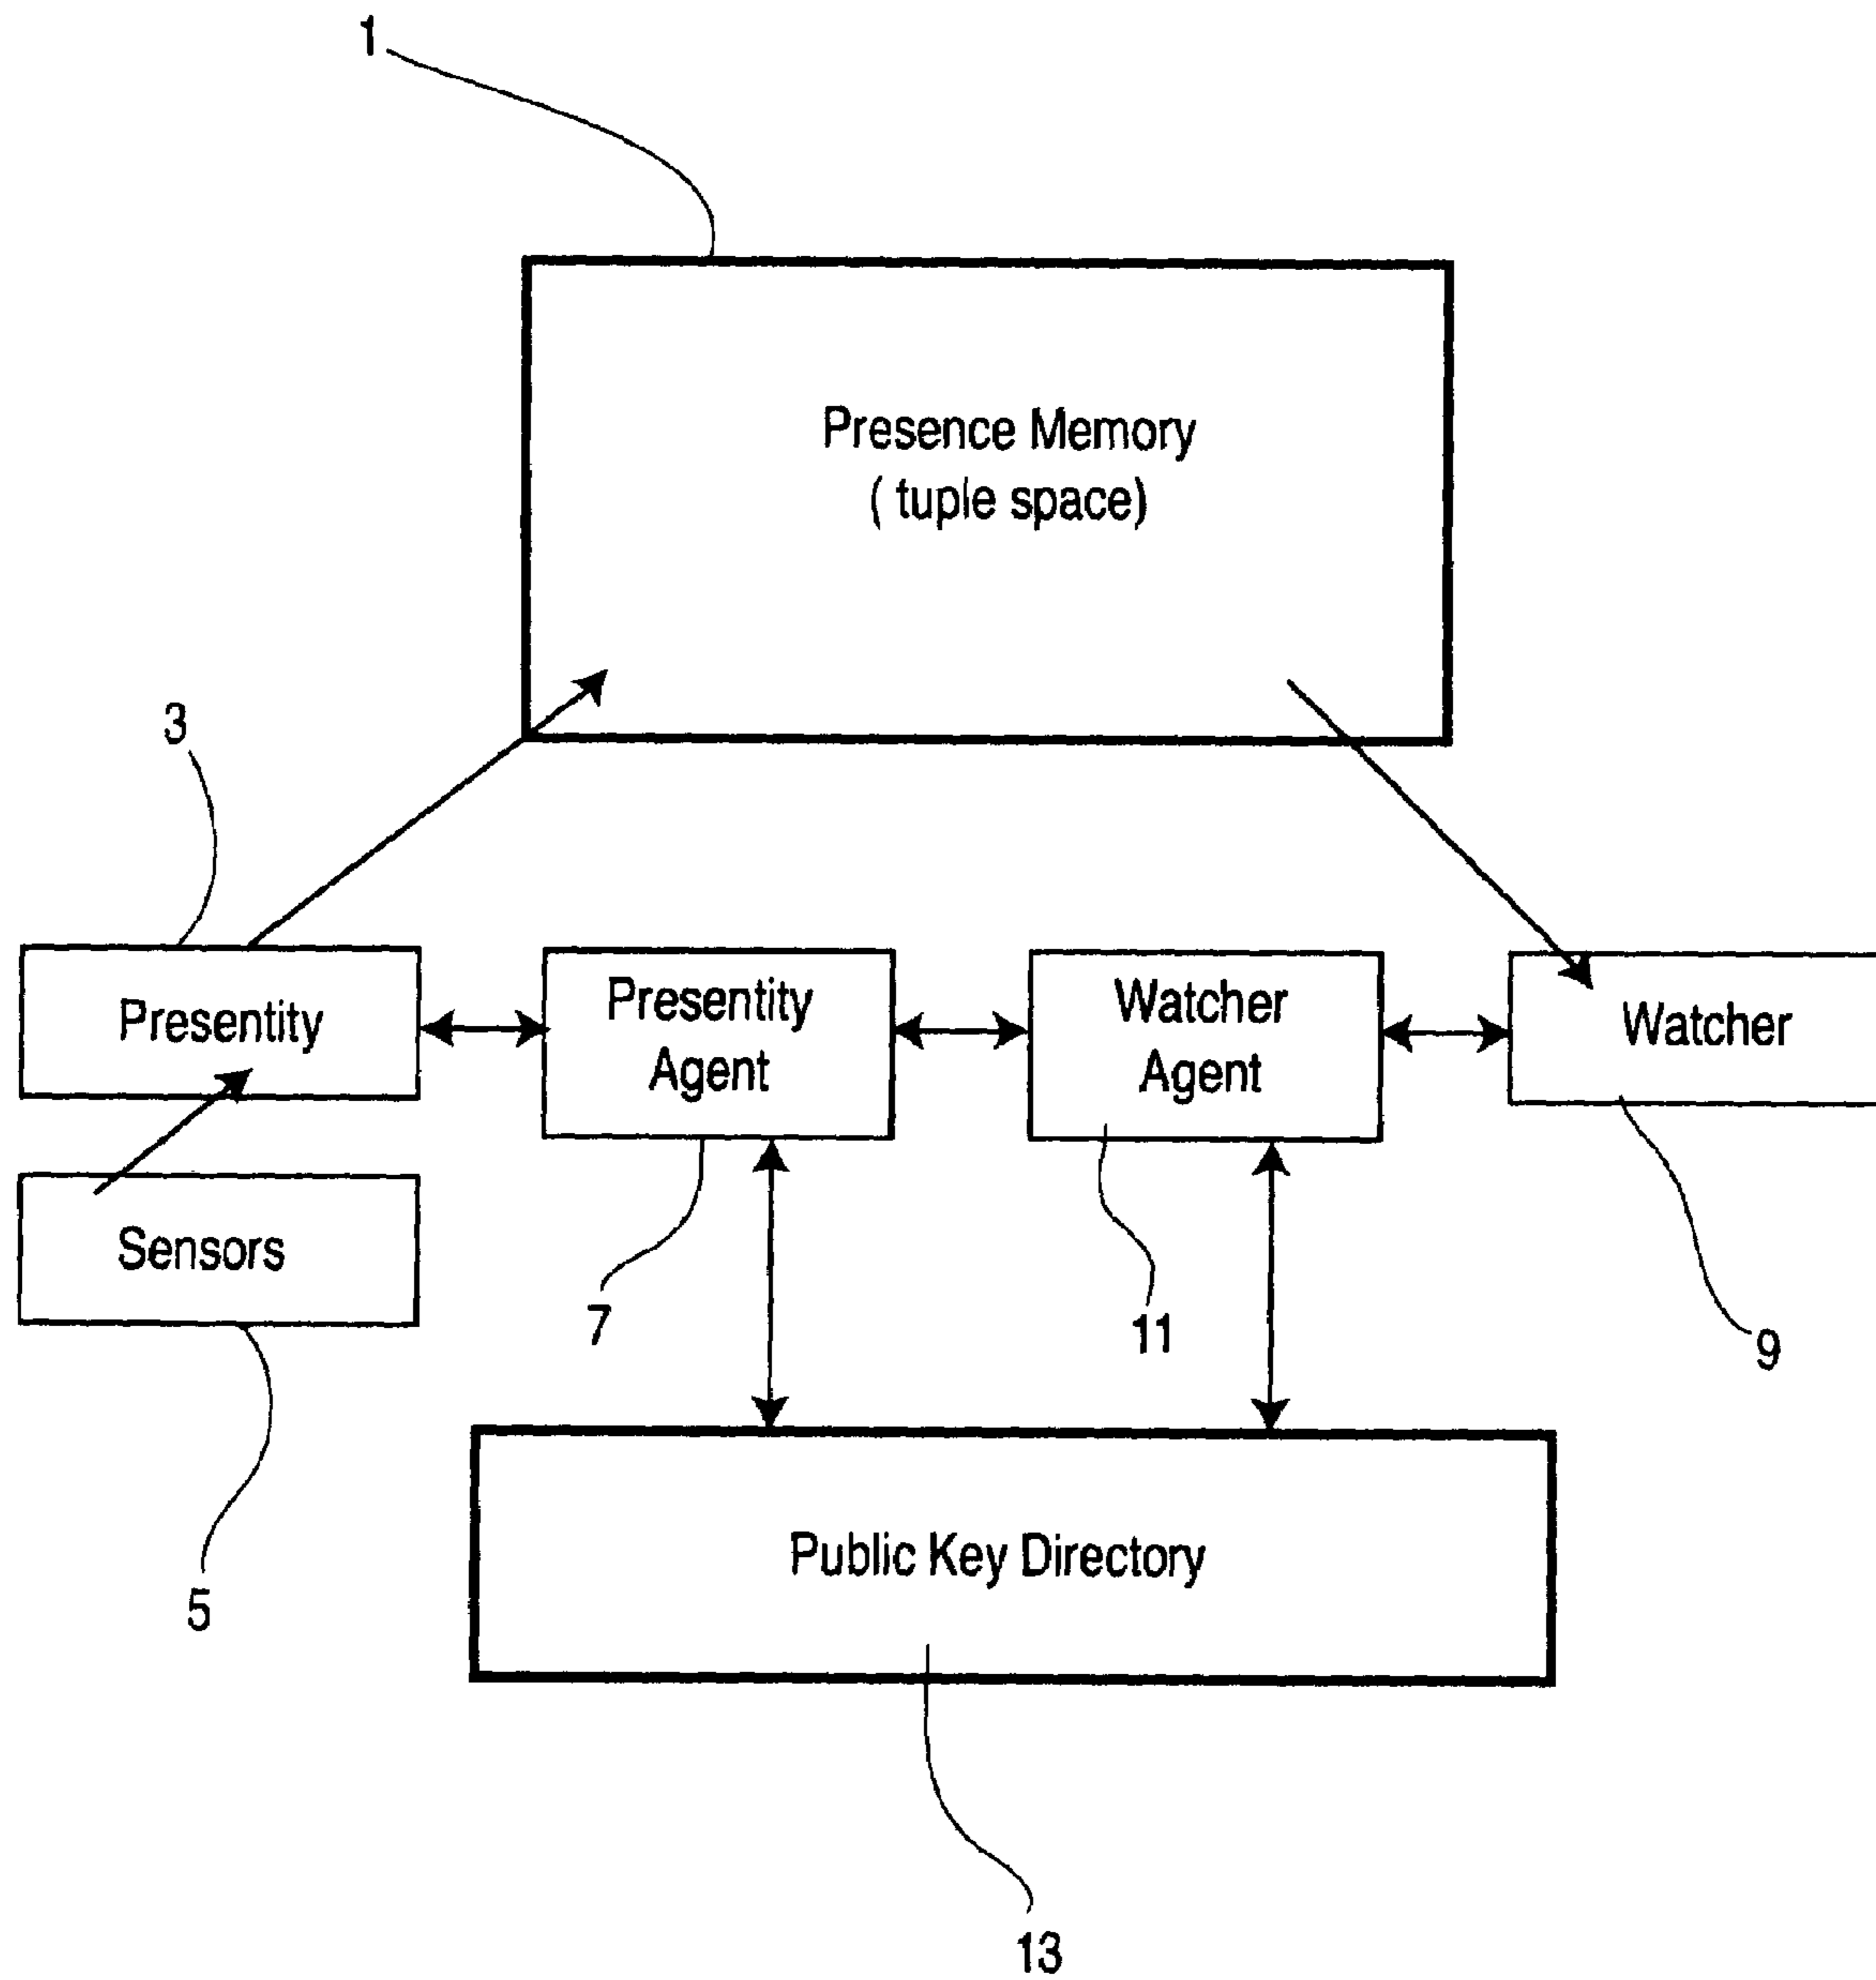 1
Presence Memory
( tuple space)
3
Presentity
Presentity
Agent
Watcher
Agent
Watcher
Sensors
7
11
9
5
Public Key Directory
13